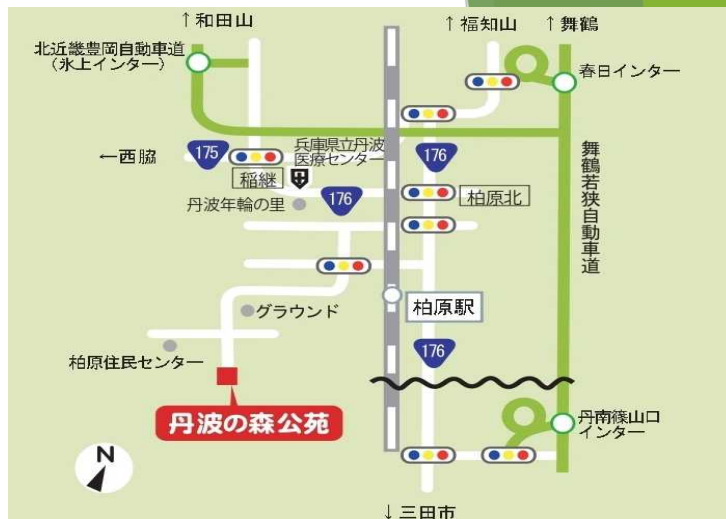 ↑和田山
↑福知山
↑舞鶴
北近畿豊岡自動車道
(氷上インター)
春日インター
175
兵庫県立丹波
医療センター
176
←西脇
稲継
176
柏原北
丹波年輪の里
舞鶴若狭自動車道
グラウンド
柏原駅
柏原住民センター
176
丹波の森公苑
丹南篠山口
インター
N
↓三田市